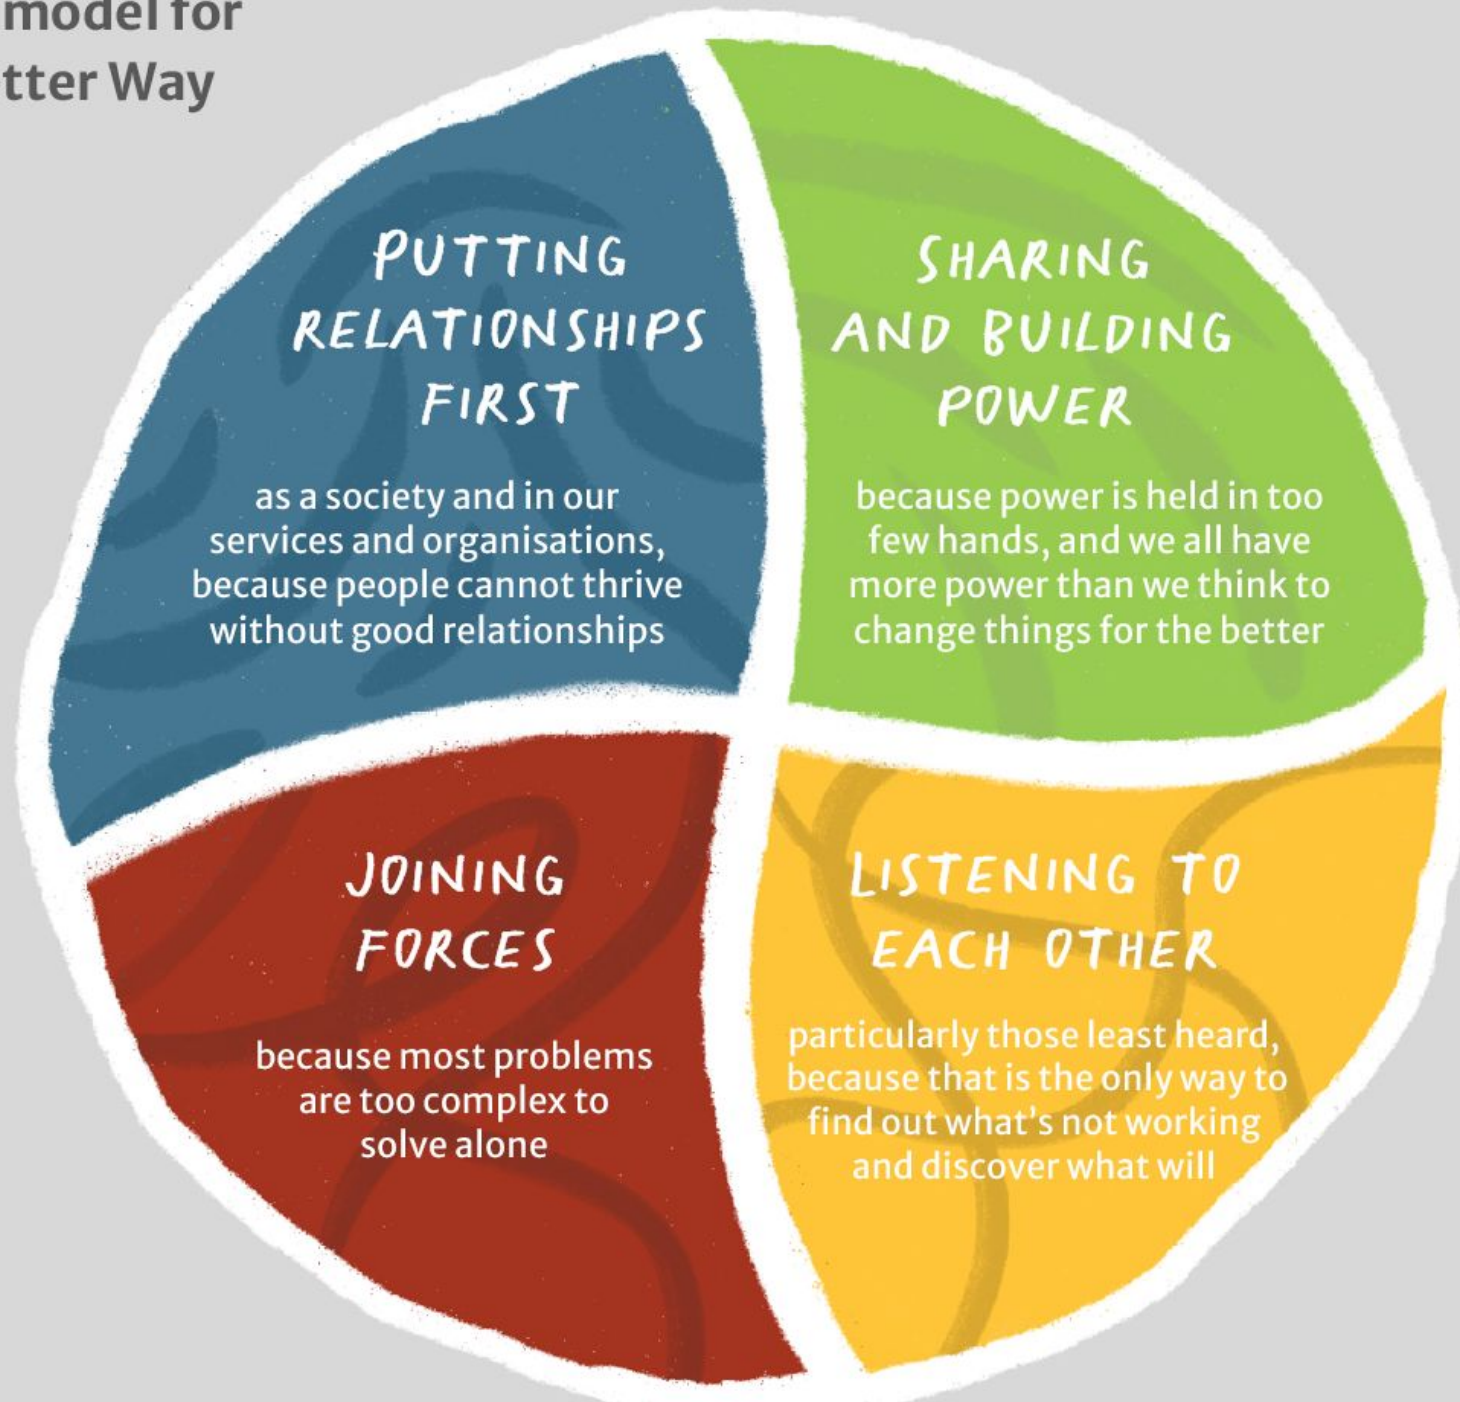 model for
tter Way
PUTTING
RELATIONSHIPS
FIRST
as a society and in our
services and organisations,
because people cannot thrive
without good relationships
SHARING
AND BUILDING
POWER
because power is held in too
few hands, and we all have
more power than we think to
change things for the better
JOINING
FORCES
because most problems
are too complex to
solve alone
LISTENING TO
EACH OTHER
particularly those least heard,
because that is the only way to
find out what's not working
and discover what will